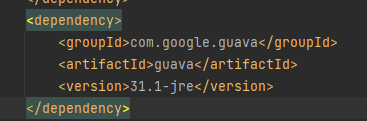 </dependency>
<dependency>
<groupId>com.google.guava</groupId>
<artifactId>guava</artifactId>
<version>31.1-jre</version>
</dependency>